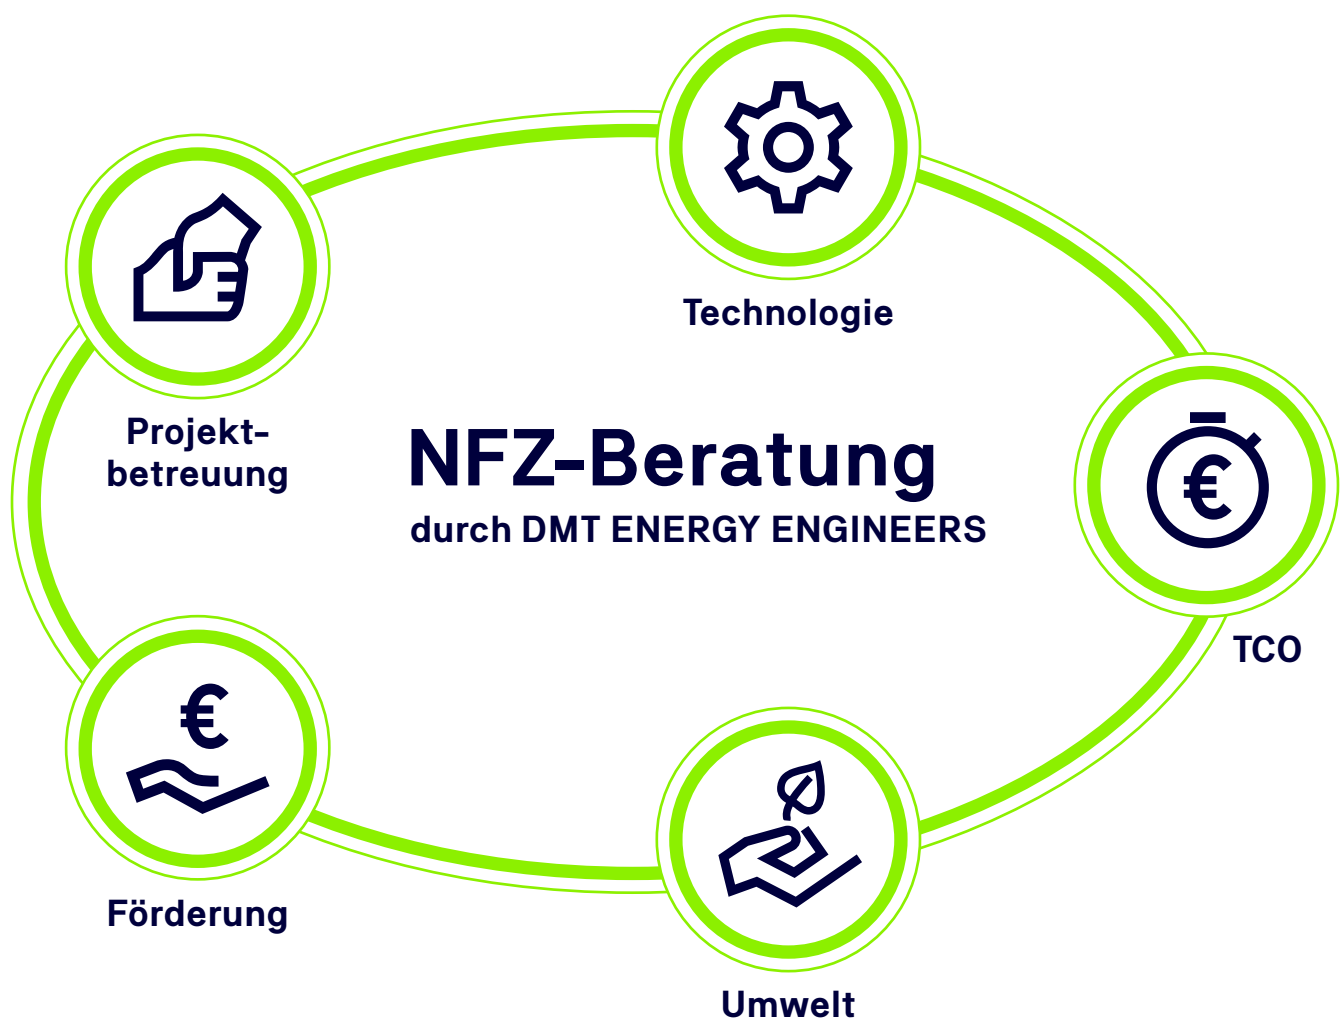 Technologie
Projekt-
betreuung
NFZ-Beratung
durch DMT ENERGY ENGINEERS
€
TCO
€
Förderung
Umwelt